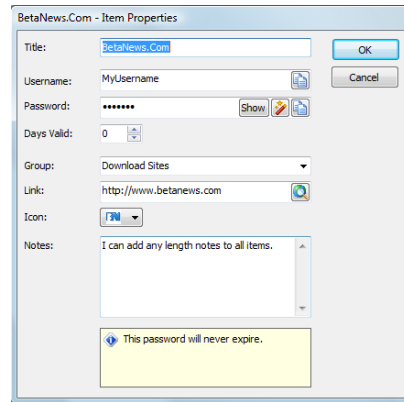 BetaNews.Com - Item Properties
Title: BetaNews.Com
OK
Username: MyUsername
Cancel
Password: ••••••• Show
Days Valid: 0
Group: Download Sites
Link: http://www.betanews.com
Icon:
Notes: I can add any length notes to all items.
This password will never expire.